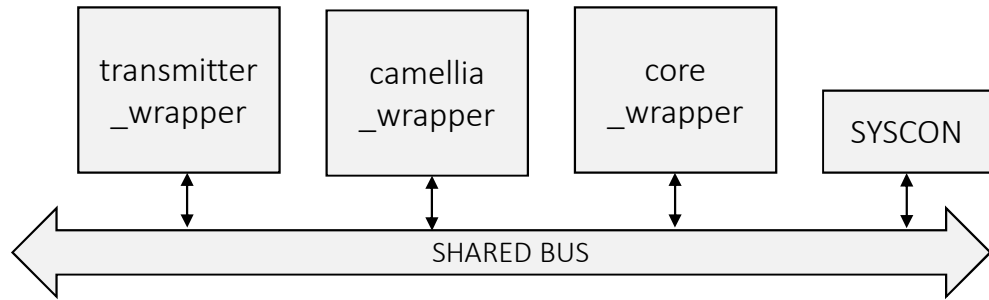 transmitter
_wrapper
camellia
_wrapper
core
_wrapper
SYSCON
SHARED BUS